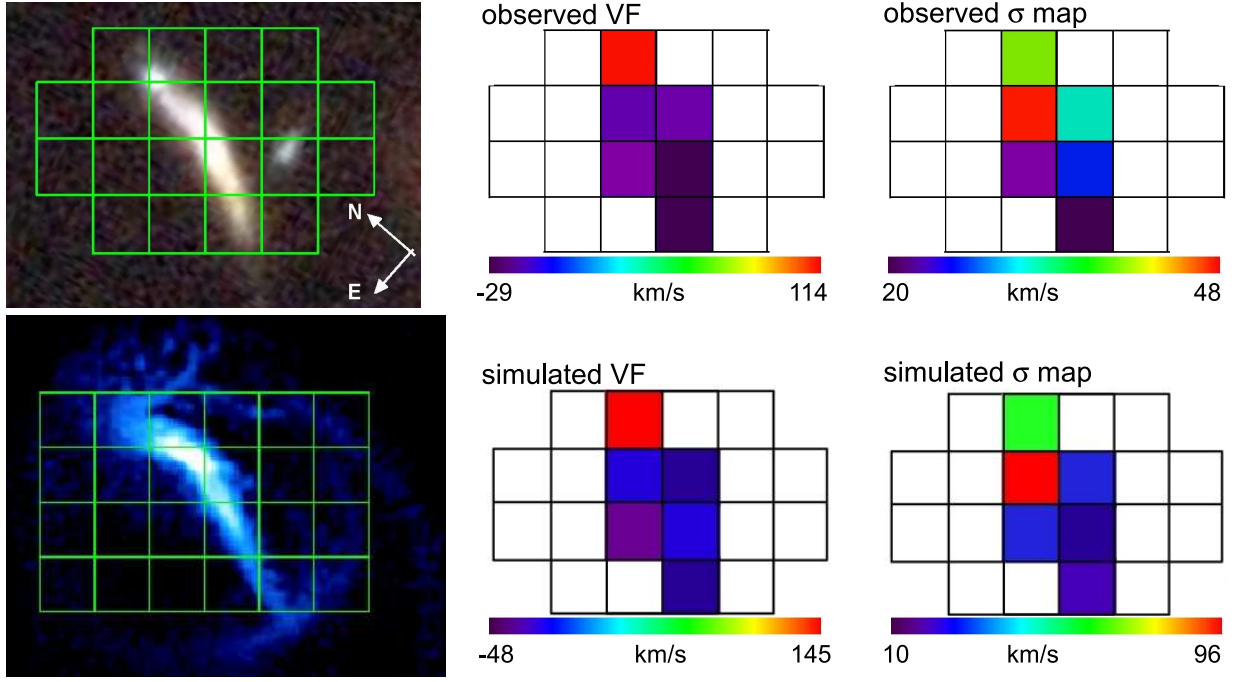 observed VF
observed σ map
N
E
-29 km/s 114
20 km/s 48
simulated VF
simulated σ map
-48 km/s 145
10 km/s 96